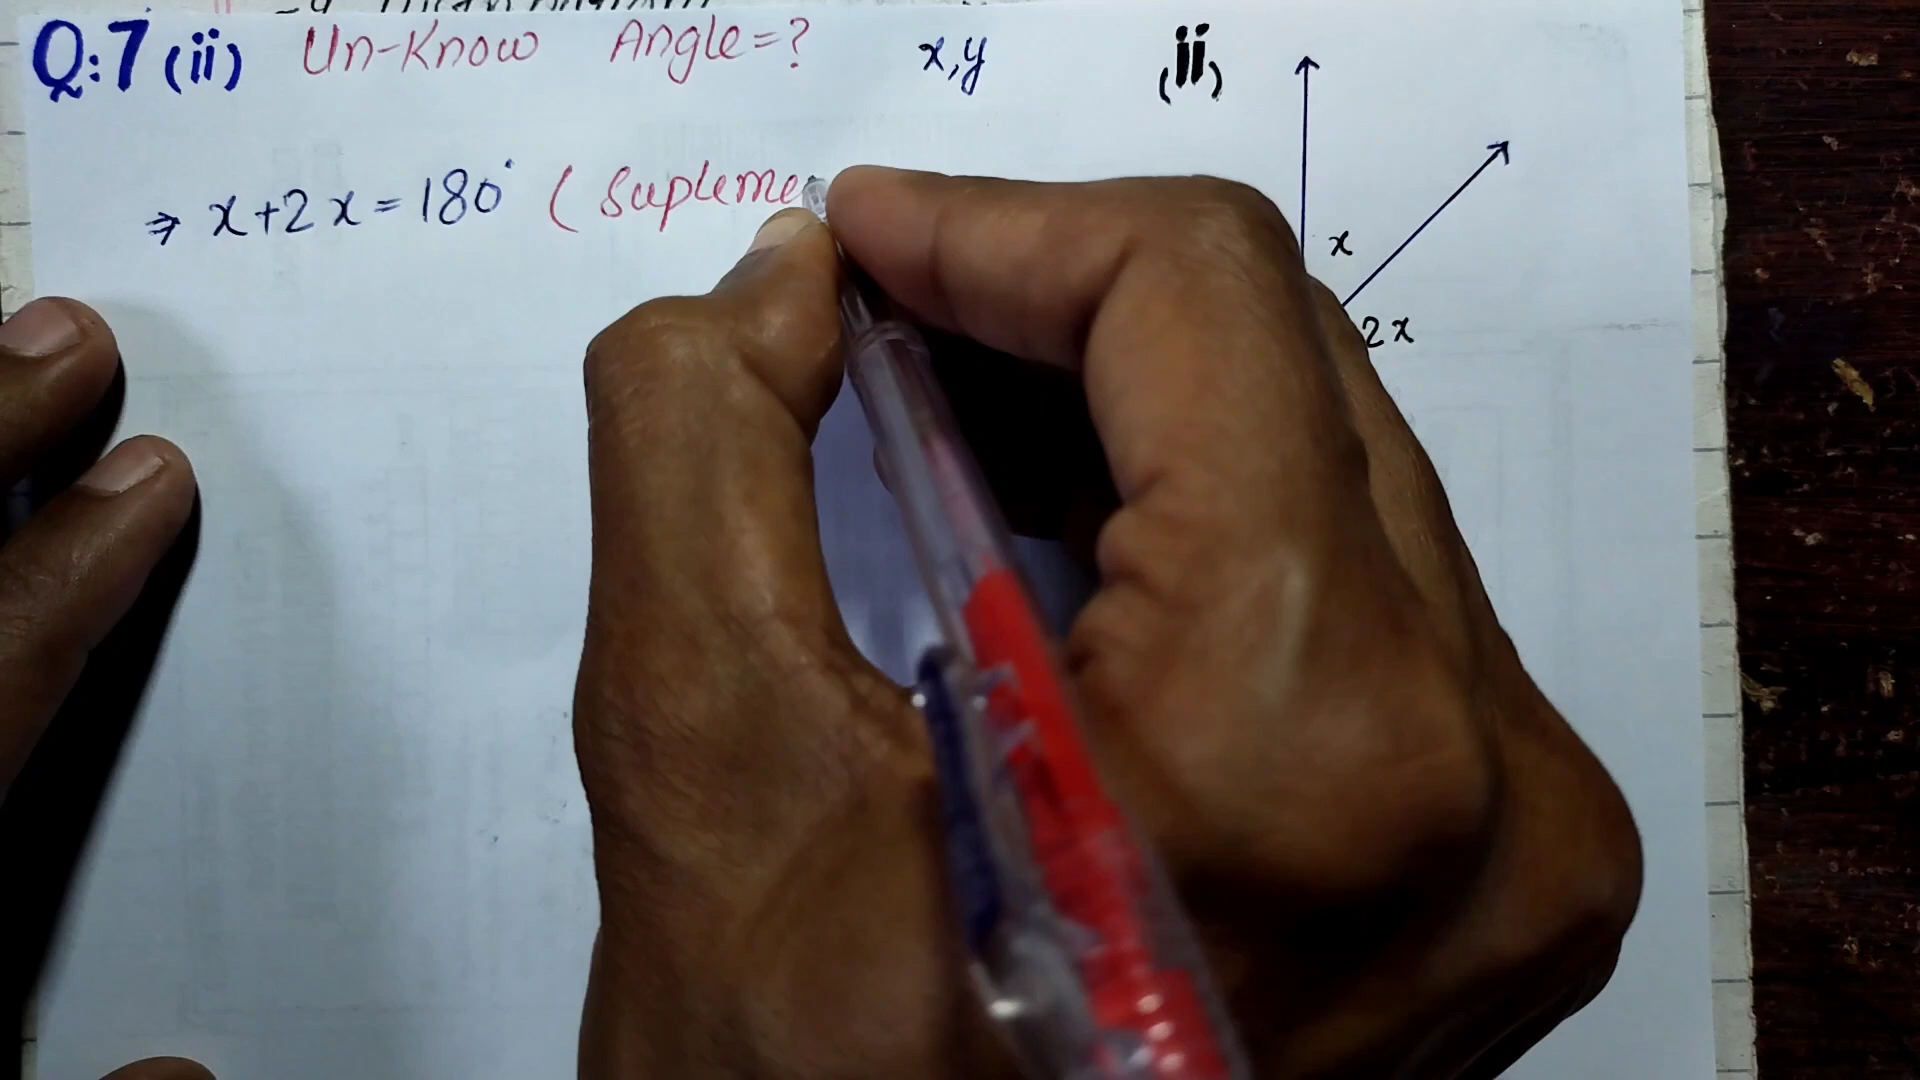 Q:7 (ii) Un-Know Angle=? x,y (ii)
⇒ x+2x=180° ( Supleme
x
2x